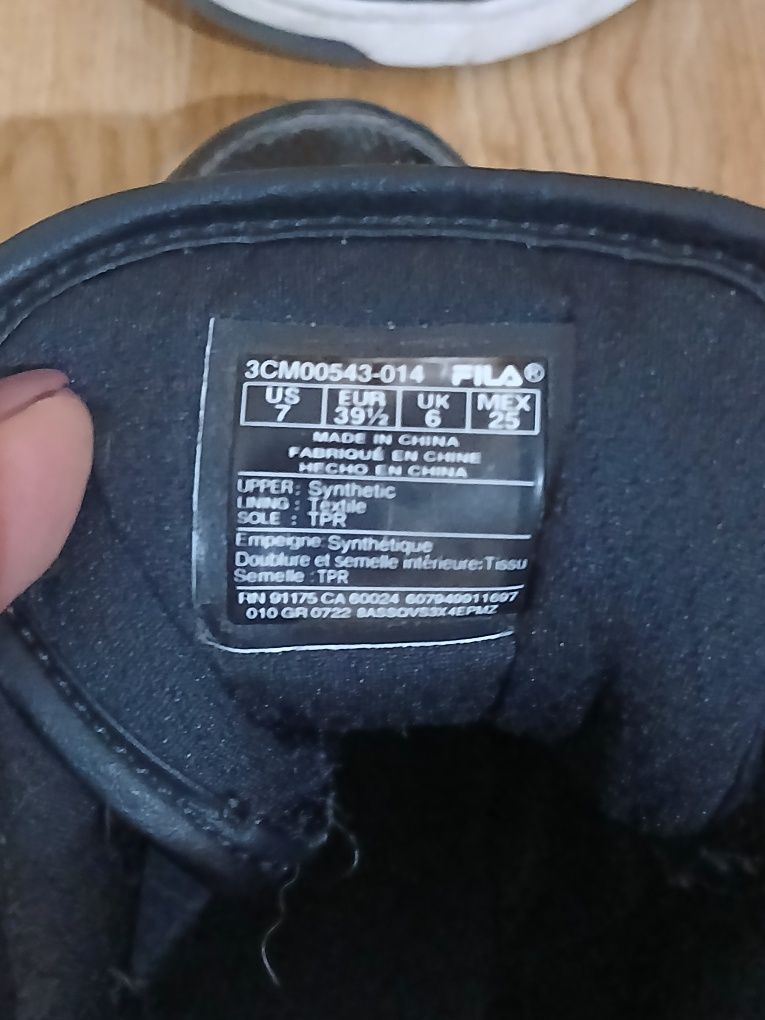 3CM00543-014 FILA®
US EUR UK MEX
7 39½ 6 25
MADE IN CHINA
FABRIQUÉ EN CHINE
HECHO EN CHINA
UPPER: Synthetic
LINING : Textile
SOLE : TPR
Empeigne:Synthétique
Doublure et semelle intérieure:Tissu
Semelle:TPR
RN 91175 CA 60024 607949911697
010 GR 0722